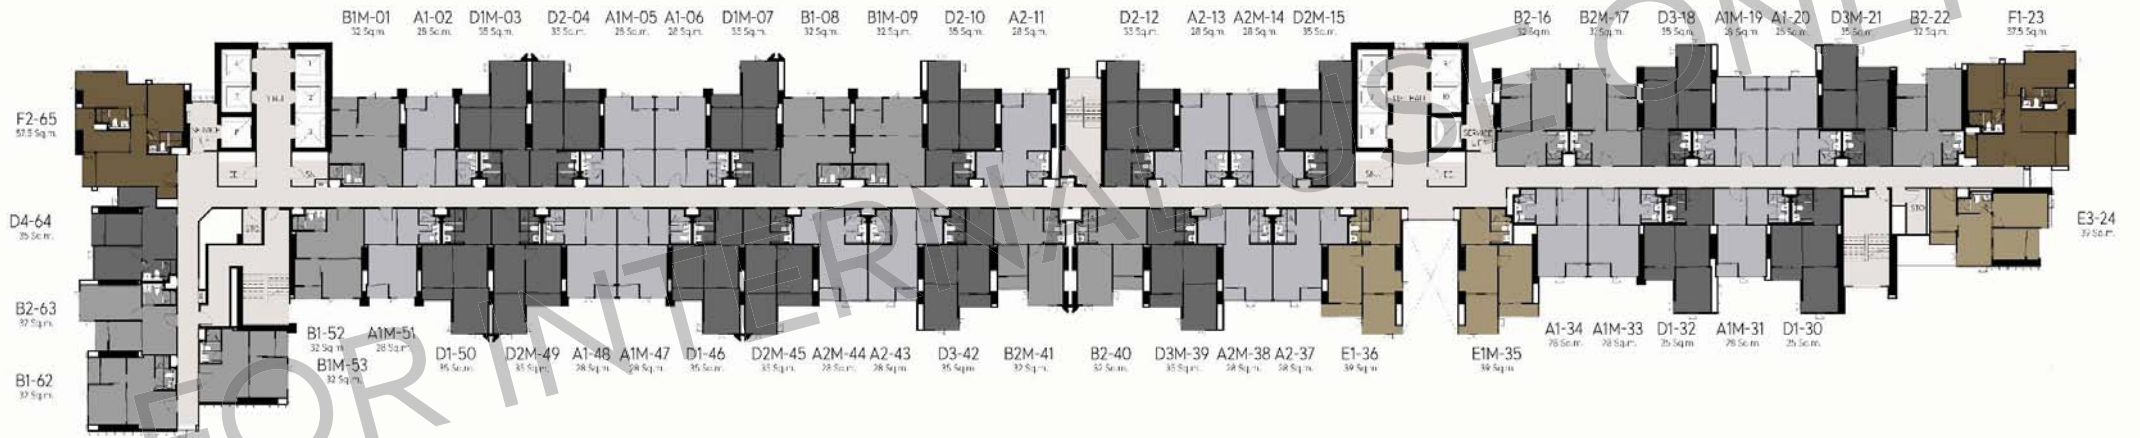 B1M-01 A1-02 D1M-03 D2-04 A1M-05 A1-06 D1M-07 B1-08 B1M-09 D2-10 A2-11 D2-12 A2-13 A2M-14 D2M-15 B2-16 B2M-17 D3-18 A1M-19 A1-20 D3M-21 B2-22 F1-23
32 Sq.m. 28 Sq.m. 35 Sq.m. 35 Sq.m. 28 Sq.m. 28 Sq.m. 35 Sq.m. 32 Sq.m. 32 Sq.m. 35 Sq.m. 28 Sq.m. 35 Sq.m. 28 Sq.m. 28 Sq.m. 35 Sq.m. 32 Sq.m. 32 Sq.m. 35 Sq.m. 28 Sq.m. 28 Sq.m. 35 Sq.m. 32 Sq.m. 57.5 Sq.m.
F2-65
57.5 Sq.m.
SERVICE
SERVICE
D4-64
35 Sq.m.
STO.
STO.
E3-24
39 Sq.m.
B2-63
32 Sq.m.
B1-62
32 Sq.m.
B1-52 A1M-51
32 Sq.m. 28 Sq.m.
B1M-53
32 Sq.m.
A1-34 A1M-33 D1-32 A1M-31 D1-30
28 Sq.m. 28 Sq.m. 35 Sq.m. 28 Sq.m. 35 Sq.m.
D1-50 D2M-49 A1-48 A1M-47 D1-46 D2M-45 A2M-44 A2-43 D3-42 B2M-41 B2-40 D3M-39 A2M-38 A2-37 E1-36 E1M-35
35 Sq.m. 35 Sq.m. 28 Sq.m. 28 Sq.m. 35 Sq.m. 35 Sq.m. 28 Sq.m. 28 Sq.m. 35 Sq.m. 32 Sq.m. 32 Sq.m. 35 Sq.m. 28 Sq.m. 28 Sq.m. 39 Sq.m. 39 Sq.m.
FOR INTERNAL USE ONL